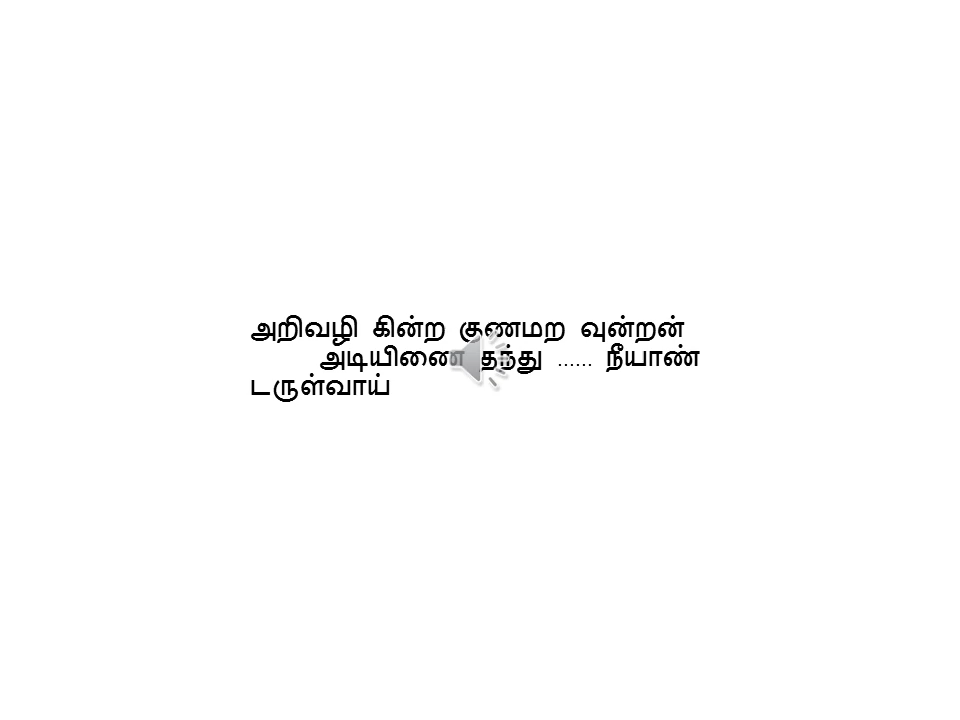 அறிவழி கின்ற குணமற வுன்றன்
அடியிணை தந்து ...... நீயாண்
டருள்வாய்